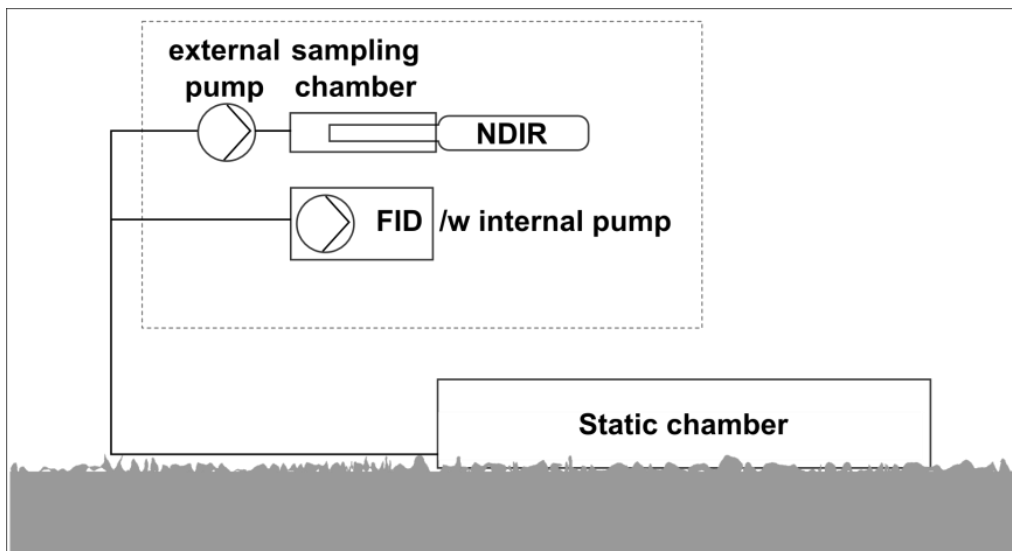 external sampling
pump chamber
NDIR
FID /w internal pump
Static chamber